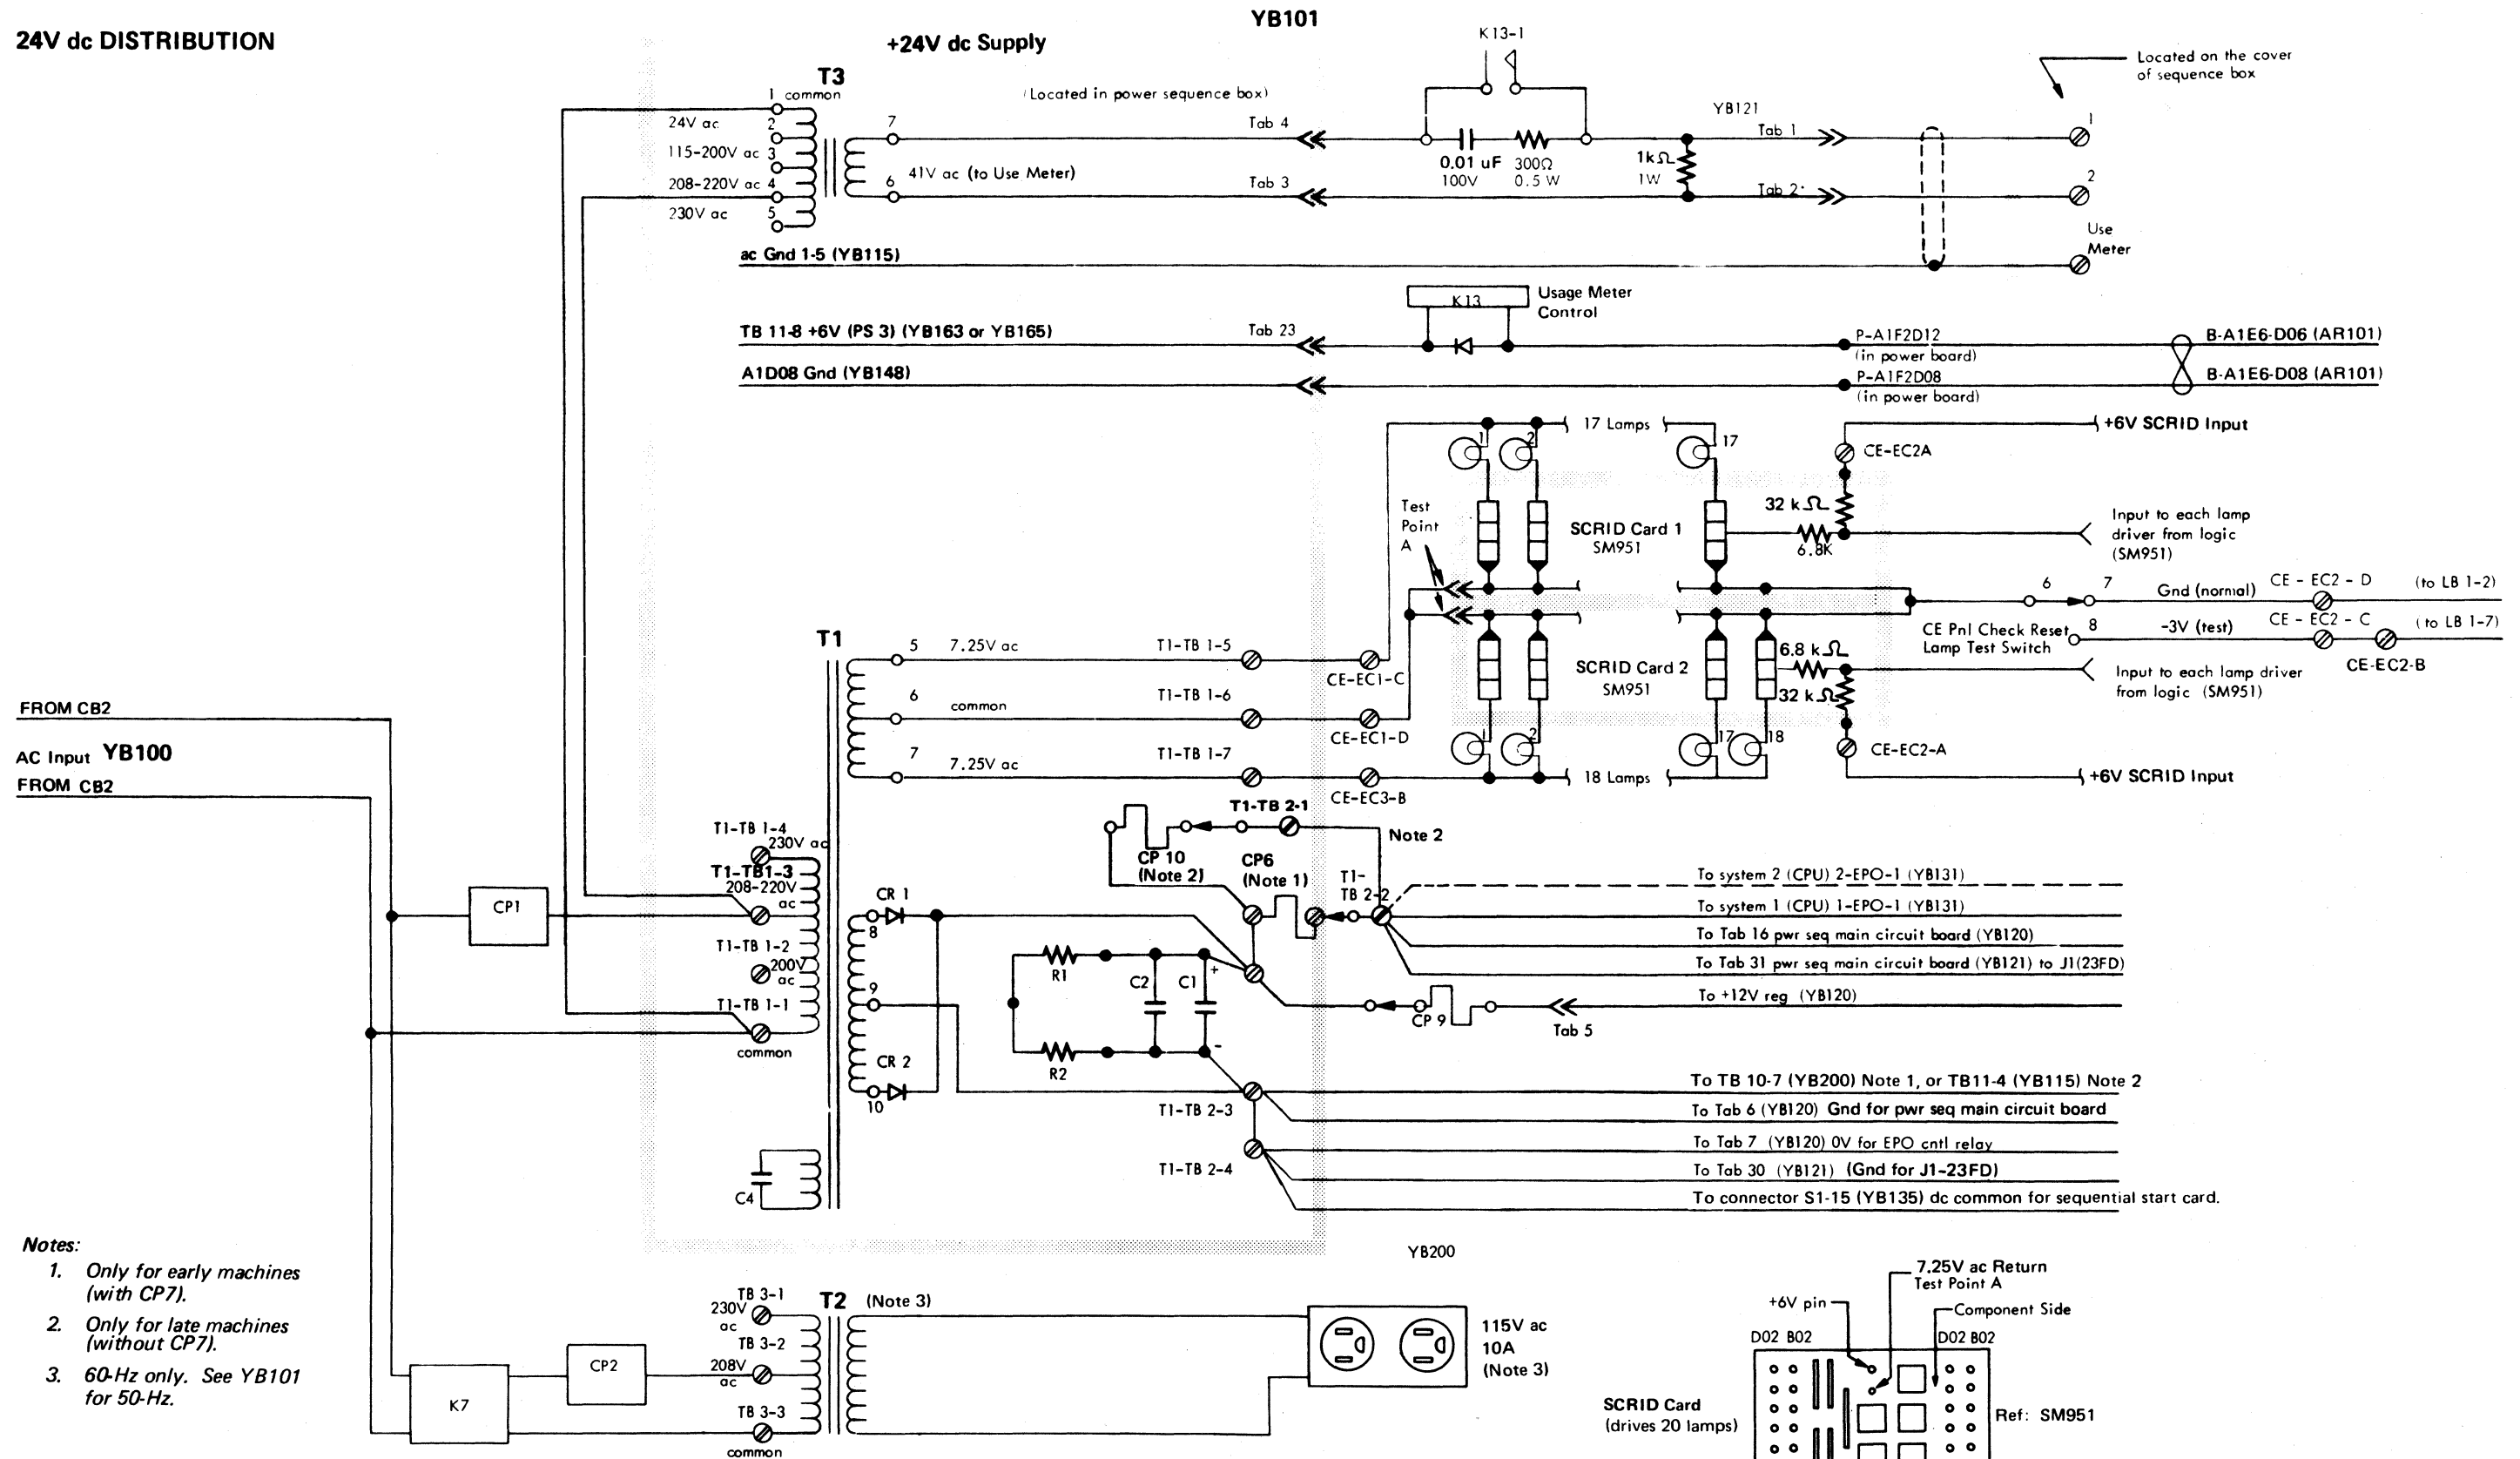 YB101
24V dc DISTRIBUTION
+24V dc Supply
K13-1
Located on the cover
of sequence box
T3
1 common
(Located in power sequence box)
24V ac
2
115-200V ac 3
208-220V ac 4
230V ac
5
7
6
41V ac (to Use Meter)
Tab 4
Tab 3
0.01 uF
100V
300Ω
0.5 W
1kΩ
1W
YB121
Tab 1
Tab 2
1
2
Use
Meter
ac Gnd 1-5 (YB115)
K13
Usage Meter
Control
TB 11-8 +6V (PS 3) (YB163 or YB165)
Tab 23
P-A1F2D12
(in power board)
B-A1E6-D06 (AR101)
A1D08 Gnd (YB148)
P-A1F2D08
(in power board)
B-A1E6-D08 (AR101)
1
2
17 Lamps
17
+6V SCRID Input
CE-EC2A
Test
Point
A
SCRID Card 1
SM951
32 kΩ
6.8K
Input to each lamp
driver from logic
(SM951)
6
7
Gnd (normal)
CE - EC2 - D
(to LB 1-2)
CE Pnl Check Reset
Lamp Test Switch
8
-3V (test)
CE - EC2 - C
(to LB 1-7)
CE-EC2-B
T1
5
7.25V ac
T1-TB 1-5
CE-EC1-C
6
common
T1-TB 1-6
CE-EC1-D
7
7.25V ac
T1-TB 1-7
CE-EC3-B
SCRID Card 2
SM951
6.8 kΩ
32 kΩ
Input to each lamp driver
from logic (SM951)
1
2
17
18
18 Lamps
CE-EC2-A
+6V SCRID Input
FROM CB2
AC Input YB100
FROM CB2
CP1
T1-TB 1-4
230V ac
T1-TB1-3
208-220V
ac
T1-TB 1-2
200V
ac
T1-TB 1-1
common
CR 1
8
9
CR 2
10
C4
T1-TB 2-1
Note 2
CP 10
(Note 2)
CP6
(Note 1)
T1-
TB 2-2
R1
R2
C2
C1
+
-
CP 9
Tab 5
To system 2 (CPU) 2-EPO-1 (YB131)
To system 1 (CPU) 1-EPO-1 (YB131)
To Tab 16 pwr seq main circuit board (YB120)
To Tab 31 pwr seq main circuit board (YB121) to J1(23FD)
To +12V reg (YB120)
T1-TB 2-3
T1-TB 2-4
To TB 10-7 (YB200) Note 1, or TB11-4 (YB115) Note 2
To Tab 6 (YB120) Gnd for pwr seq main circuit board
To Tab 7 (YB120) 0V for EPO cntl relay
To Tab 30 (YB121) (Gnd for J1-23FD)
To connector S1-15 (YB135) dc common for sequential start card.
Notes:
1. Only for early machines
(with CP7).
2. Only for late machines
(without CP7).
3. 60-Hz only. See YB101
for 50-Hz.
K7
CP2
TB 3-1
230V
ac
TB 3-2
208V
ac
TB 3-3
common
T2
(Note 3)
YB200
115V ac
10A
(Note 3)
7.25V ac Return
Test Point A
+6V pin
Component Side
D02 B02
D02 B02
SCRID Card
(drives 20 lamps)
Ref: SM951